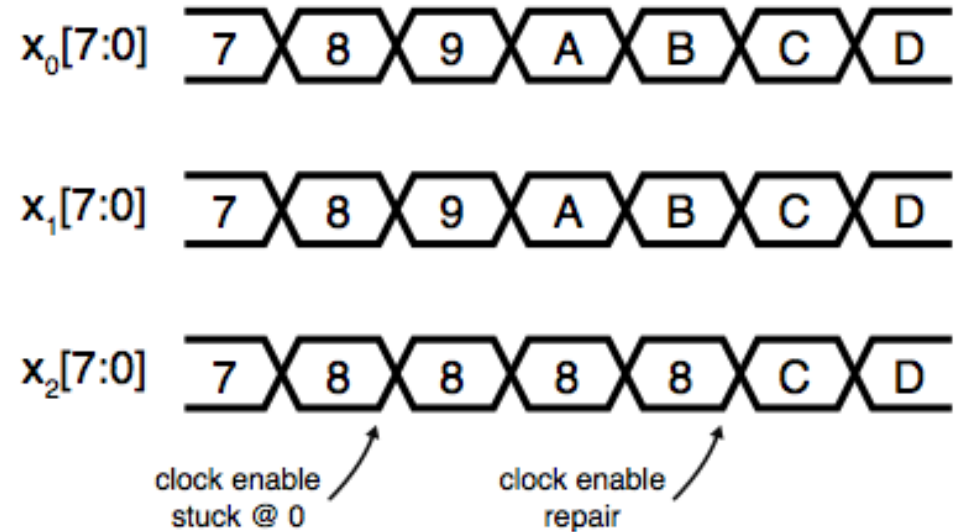 x₀[7:0] 7 8 9 A B C D
x₁[7:0] 7 8 9 A B C D
x₂[7:0] 7 8 8 8 8 C D
clock enable
stuck @ 0
clock enable
repair